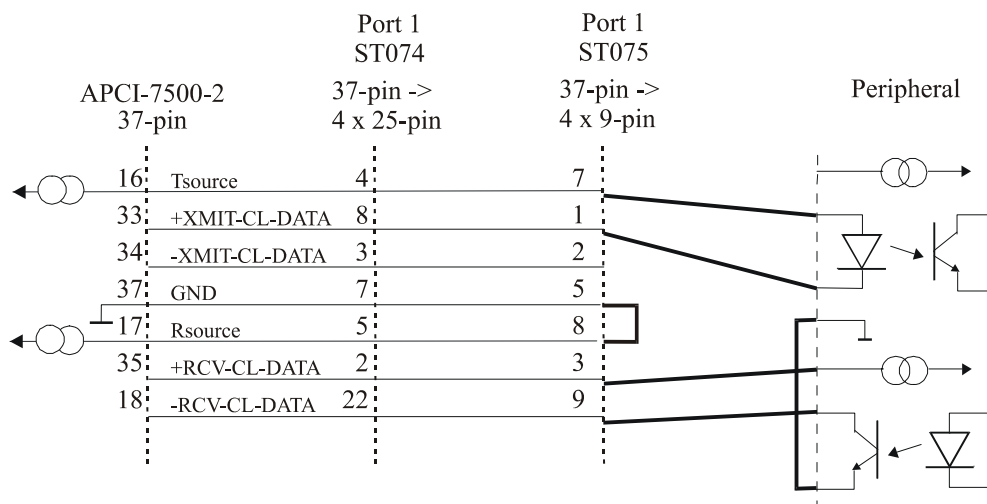 Port 1
ST074
37-pin ->
4 x 25-pin
Port 1
ST075
37-pin ->
4 x 9-pin
APCI-7500-2
37-pin
Peripheral
16 Tsource 4 7
33 +XMIT-CL-DATA 8 1
34 -XMIT-CL-DATA 3 2
37 GND 7 5
17 Rsource 5 8
35 +RCV-CL-DATA 2 3
18 -RCV-CL-DATA 22 9